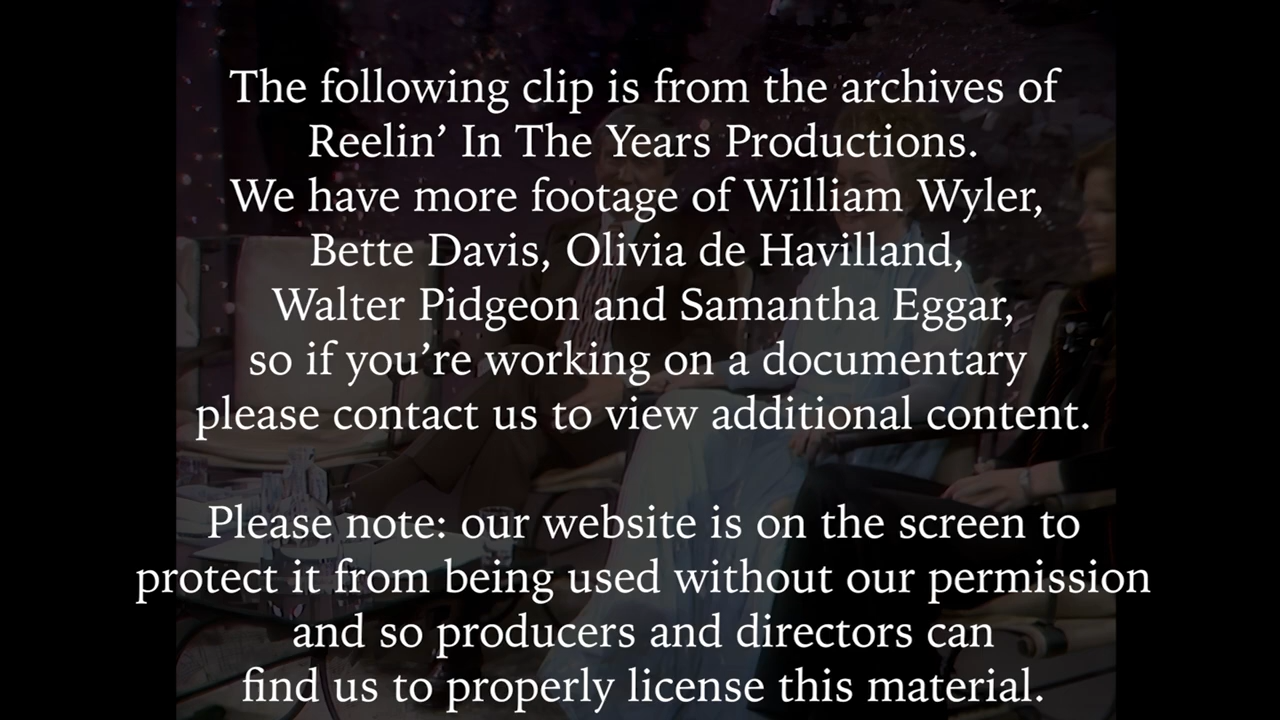 The following clip is from the archives of
Reelin’ In The Years Productions.
We have more footage of William Wyler,
Bette Davis, Olivia de Havilland,
Walter Pidgeon and Samantha Eggar,
so if you’re working on a documentary
please contact us to view additional content.
Please note: our website is on the screen to
protect it from being used without our permission
and so producers and directors can
find us to properly license this material.